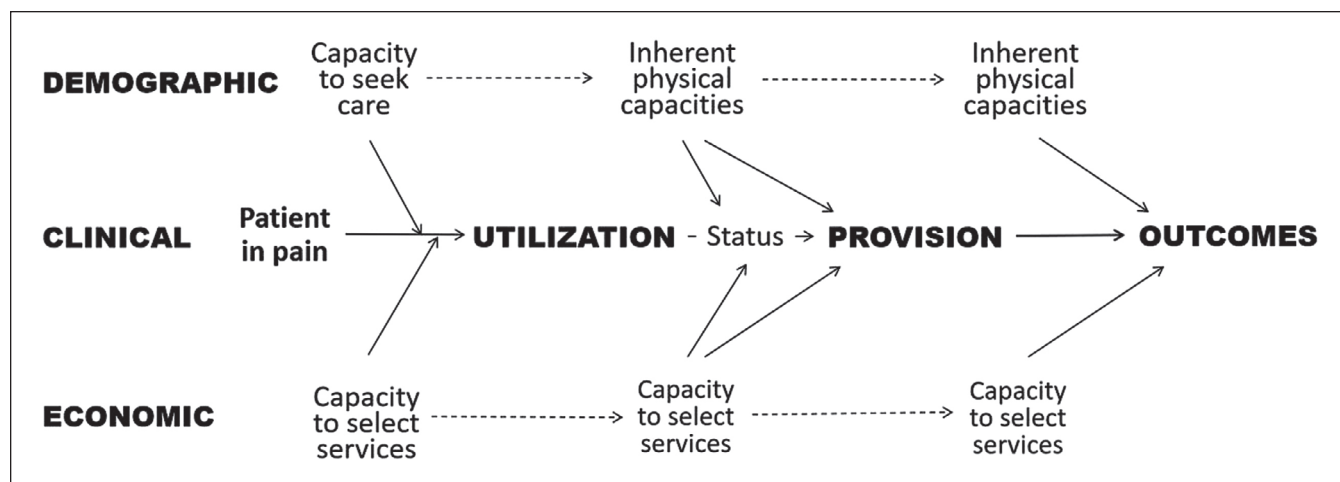 DEMOGRAPHIC
Capacity
to seek
care
Inherent
physical
capacities
Inherent
physical
capacities
CLINICAL
Patient
in pain
UTILIZATION - Status PROVISION OUTCOMES
ECONOMIC
Capacity
to select
services
Capacity
to select
services
Capacity
to select
services